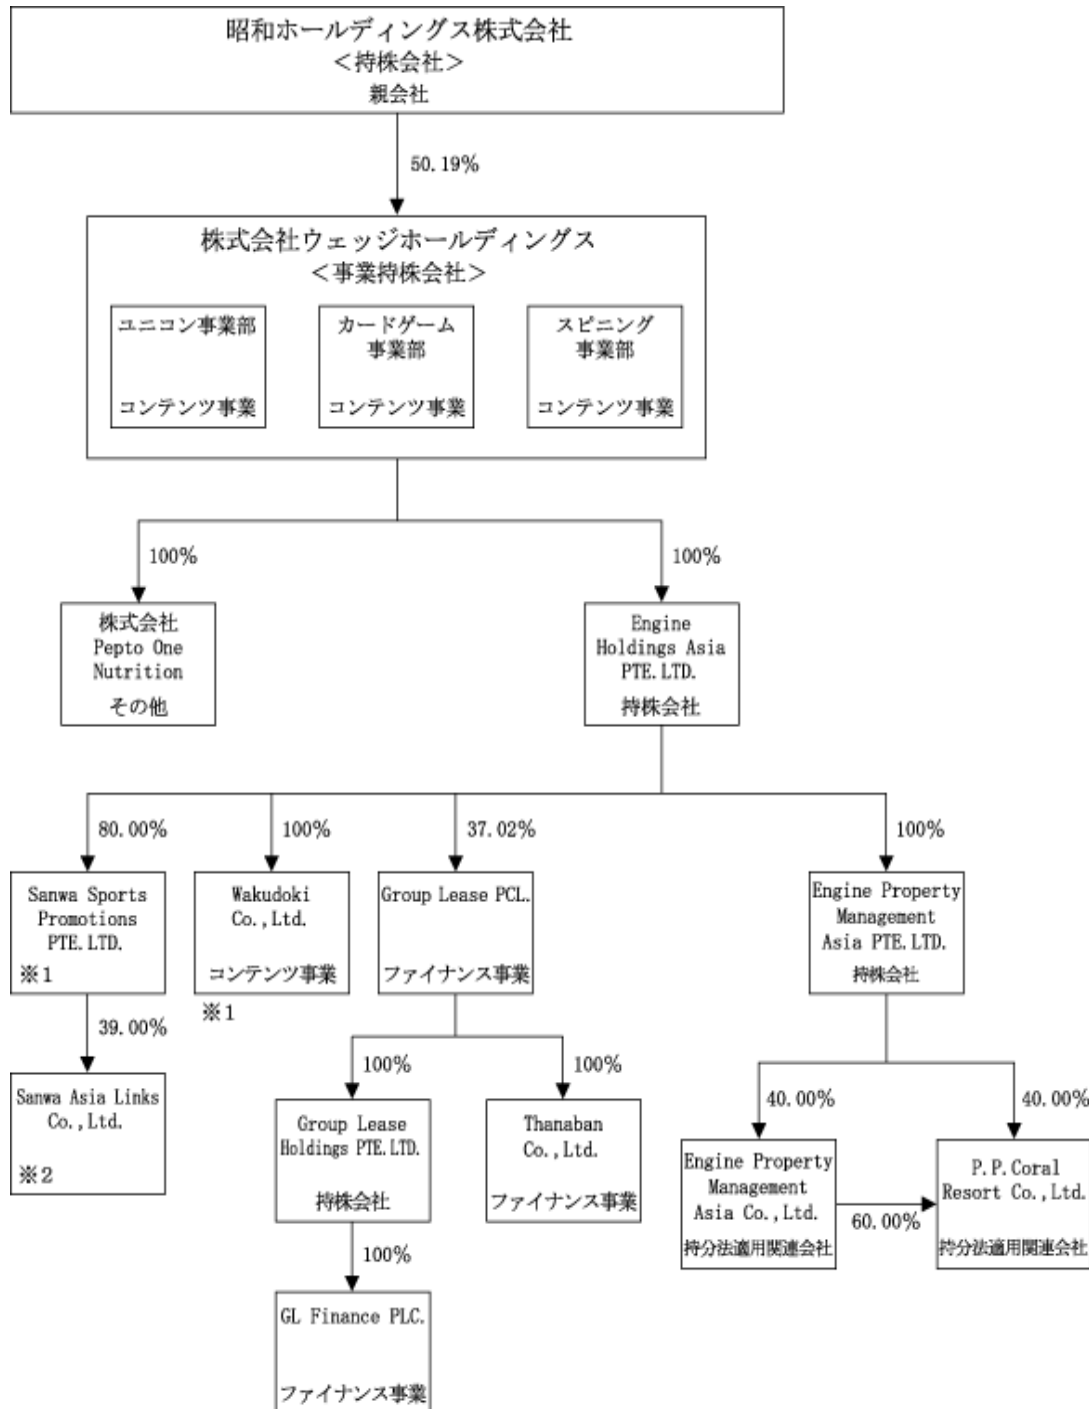 昭和ホールディングス株式会社
＜持株会社＞
親会社
50.19%
株式会社ウェッジホールディングス
＜事業持株会社＞
ユニコン事業部
コンテンツ事業
カードゲーム
事業部
コンテンツ事業
スピニング
事業部
コンテンツ事業
100%
100%
株式会社
Pepto One
Nutrition
その他
Engine
Holdings Asia
PTE.LTD.
持株会社
80.00%
100%
37.02%
100%
Sanwa Sports
Promotions
PTE.LTD.
※1
Wakudoki
Co.,Ltd.
コンテンツ事業
※1
Group Lease PCL.
ファイナンス事業
Engine Property
Management
Asia PTE.LTD.
持株会社
39.00%
100%
100%
40.00%
40.00%
Sanwa Asia Links
Co.,Ltd.
※2
Group Lease
Holdings PTE.LTD.
持株会社
Thanaban
Co.,Ltd.
ファイナンス事業
Engine Property
Management
Asia Co.,Ltd.
持分法適用関連会社
60.00%
P.P.Coral
Resort Co.,Ltd.
持分法適用関連会社
100%
GL Finance PLC.
ファイナンス事業